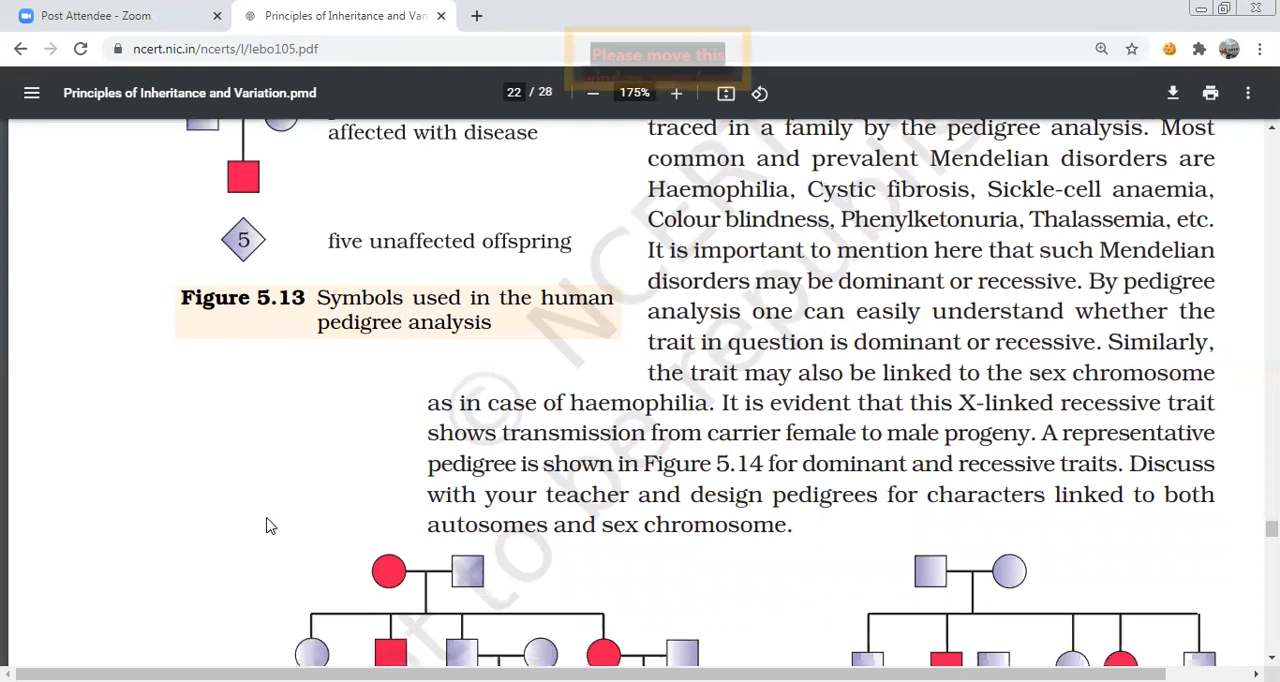 Post Attendee - Zoom
Principles of Inheritance and Var
ncert.nic.in/ncerts/l/lebo105.pdf
Please move this
Principles of Inheritance and Variation.pmd
22 / 28
175%
affected with disease
5
five unaffected offspring
Figure 5.13 Symbols used in the human
pedigree analysis
traced in a family by the pedigree analysis. Most
common and prevalent Mendelian disorders are
Haemophilia, Cystic fibrosis, Sickle-cell anaemia,
Colour blindness, Phenylketonuria, Thalassemia, etc.
It is important to mention here that such Mendelian
disorders may be dominant or recessive. By pedigree
analysis one can easily understand whether the
trait in question is dominant or recessive. Similarly,
the trait may also be linked to the sex chromosome
as in case of haemophilia. It is evident that this X-linked recessive trait
shows transmission from carrier female to male progeny. A representative
pedigree is shown in Figure 5.14 for dominant and recessive traits. Discuss
with your teacher and design pedigrees for characters linked to both
autosomes and sex chromosome.
© NCERT
to be republis